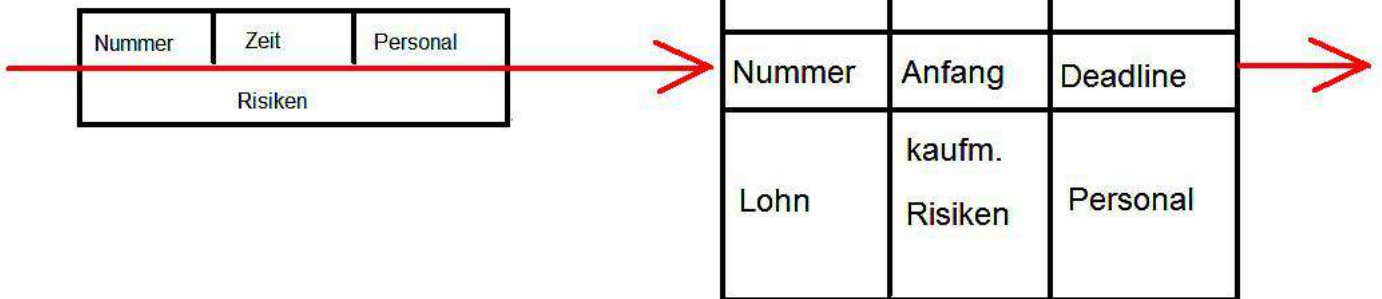 Nummer Zeit Personal
Risiken
Nummer Anfang Deadline
Lohn kaufm. Risiken Personal